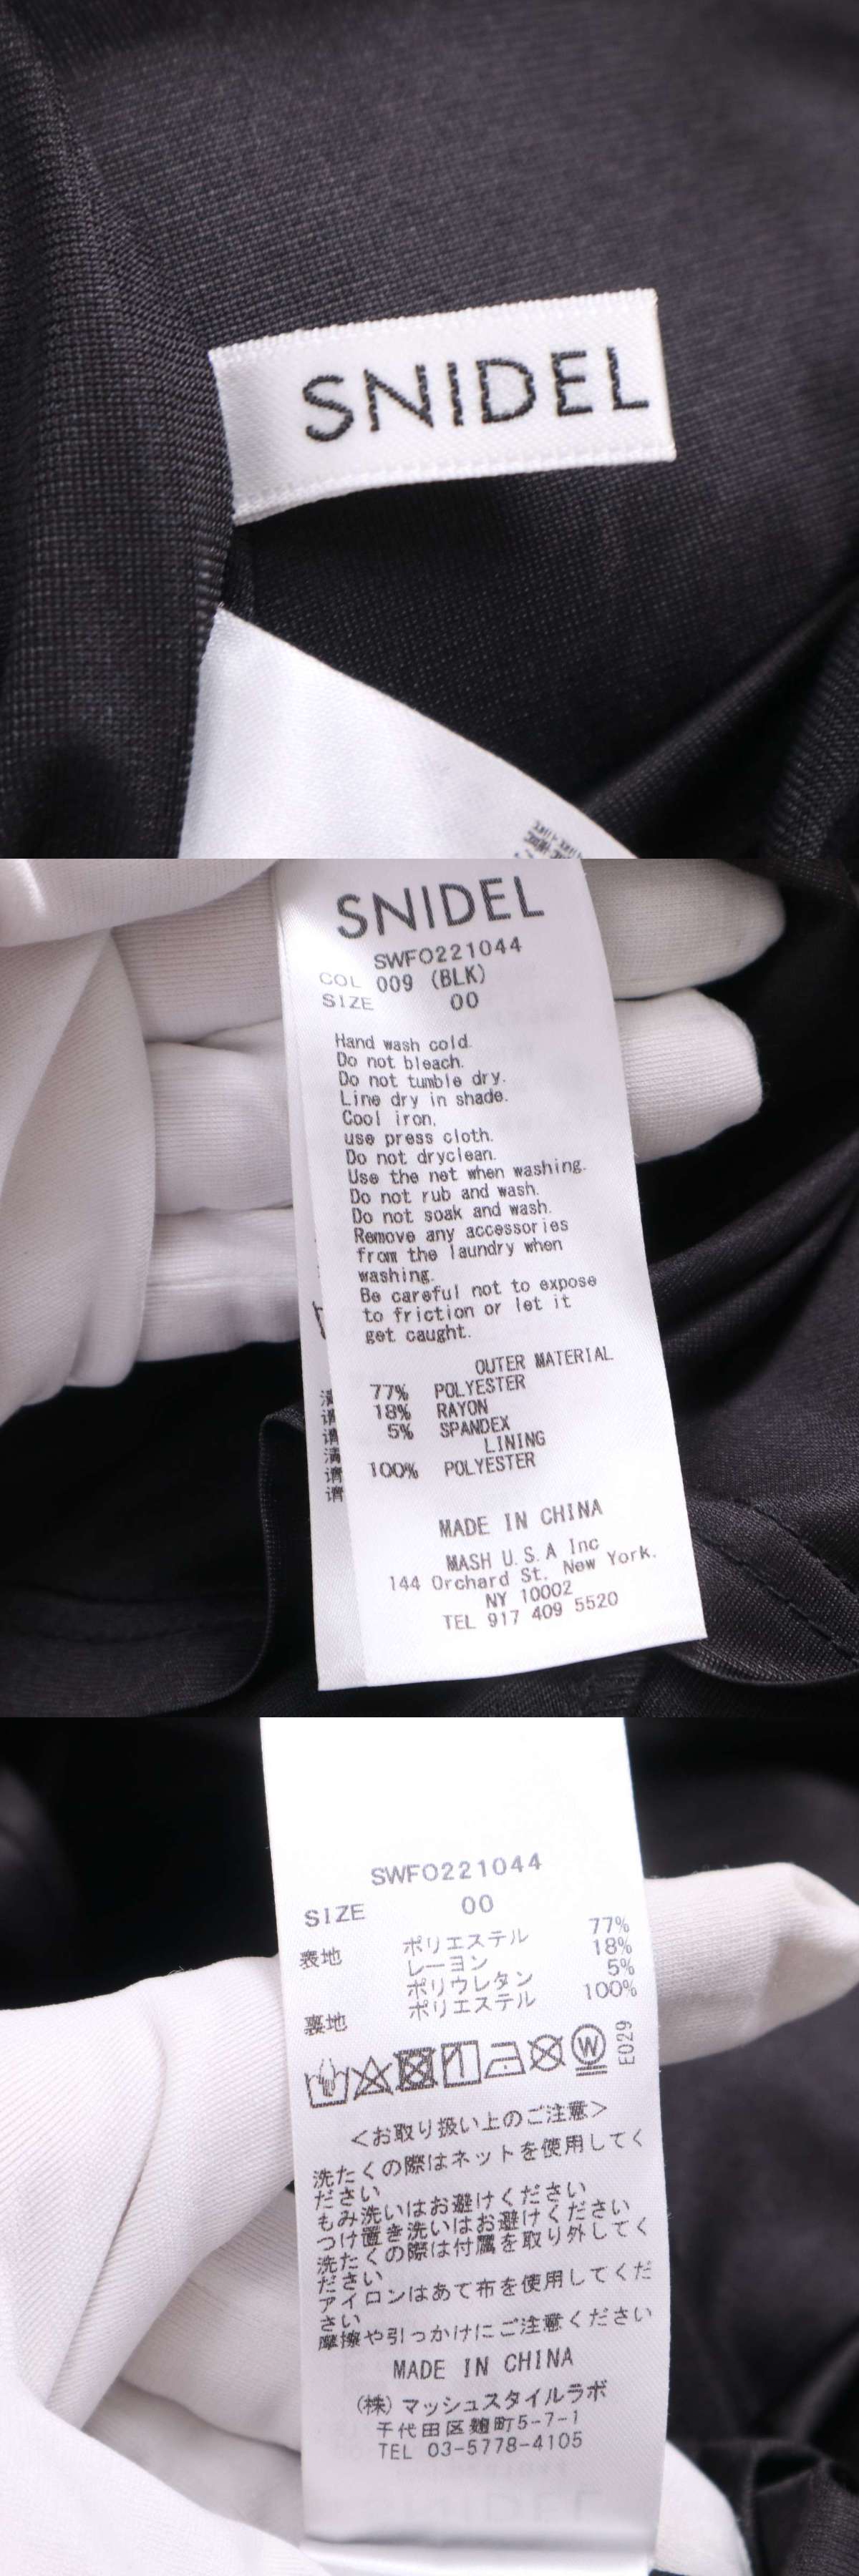 SNIDEL
SNIDEL
SWFO221044
COL 009 (BLK)
SIZE 00
Hand wash cold.
Do not bleach.
Do not tumble dry.
Line dry in shade.
Cool iron,
use press cloth.
Do not dryclean.
Use the net when washing.
Do not rub and wash.
Do not soak and wash.
Remove any accessories
from the laundry when
washing.
Be careful not to expose
to friction or let it
get caught.
OUTER MATERIAL
77% POLYESTER
18% RAYON
5% SPANDEX
LINING
100% POLYESTER
MADE IN CHINA
MASH U.S.A Inc
144 Orchard St. New York.
NY 10002
TEL 917 409 5520
SWFO221044
SIZE 00
表地 ポリエステル 77%
レーヨン 18%
ポリウレタン 5%
裏地 ポリエステル 100%
W
E029
<お取り扱い上のご注意>
洗たくの際はネットを使用してく
ださい
もみ洗いはお避けください
つけ置き洗いはお避けください
洗たくの際は付属を取り外してく
ださい
アイロンはあて布を使用してくだ
さい
摩擦や引っかけにご注意ください
MADE IN CHINA
(株)マッシュスタイルラボ
千代田区麹町5-7-1
TEL 03-5778-4105